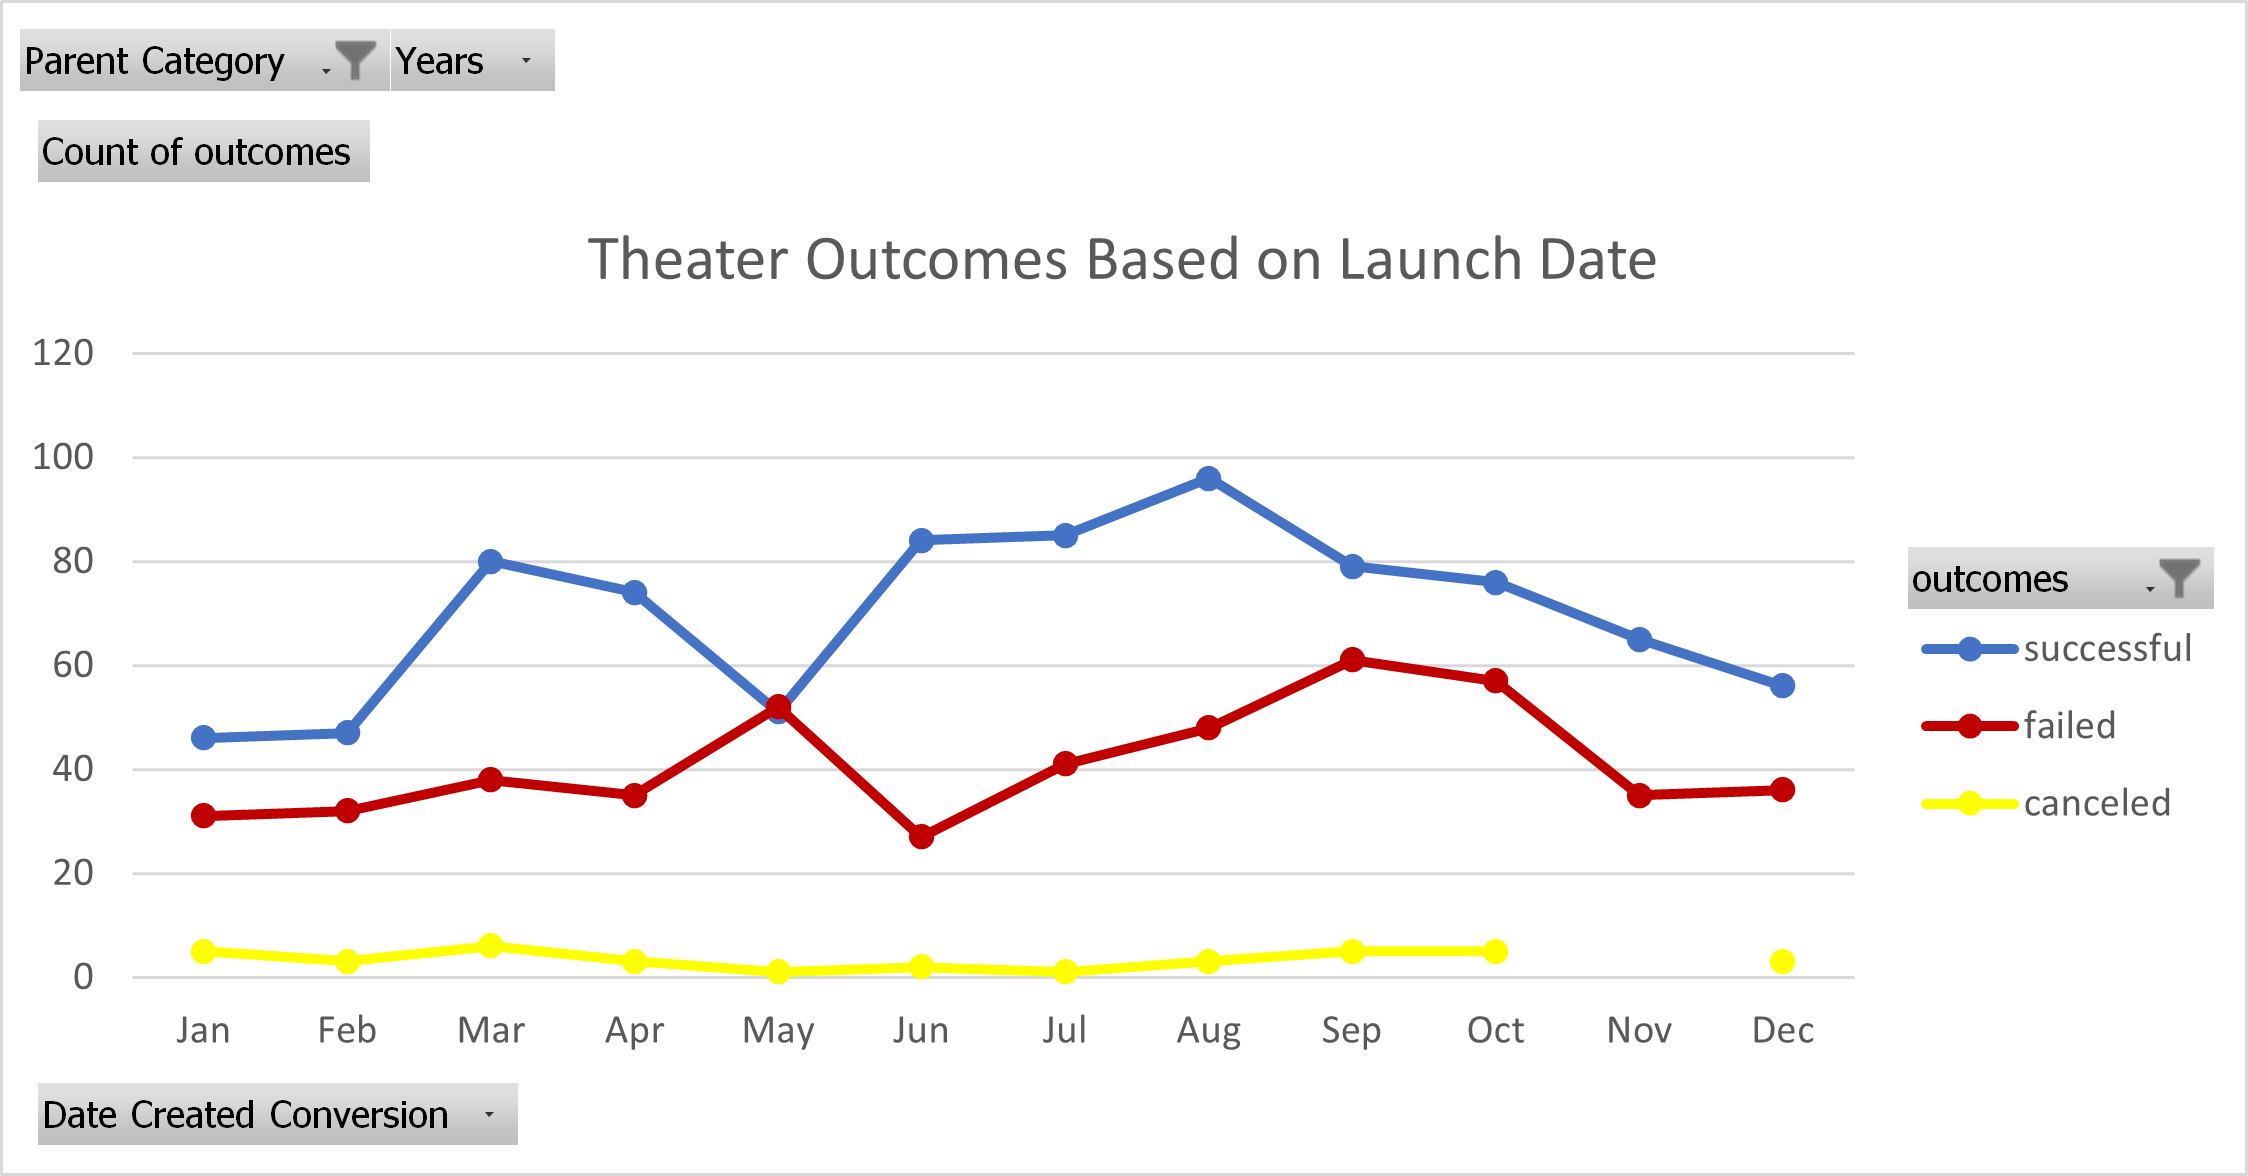 Parent Category Years
Count of outcomes
Theater Outcomes Based on Launch Date
120
100
80
60
40
20
0
Jan Feb Mar Apr May Jun Jul Aug Sep Oct Nov Dec
outcomes
successful
failed
canceled
Date Created Conversion